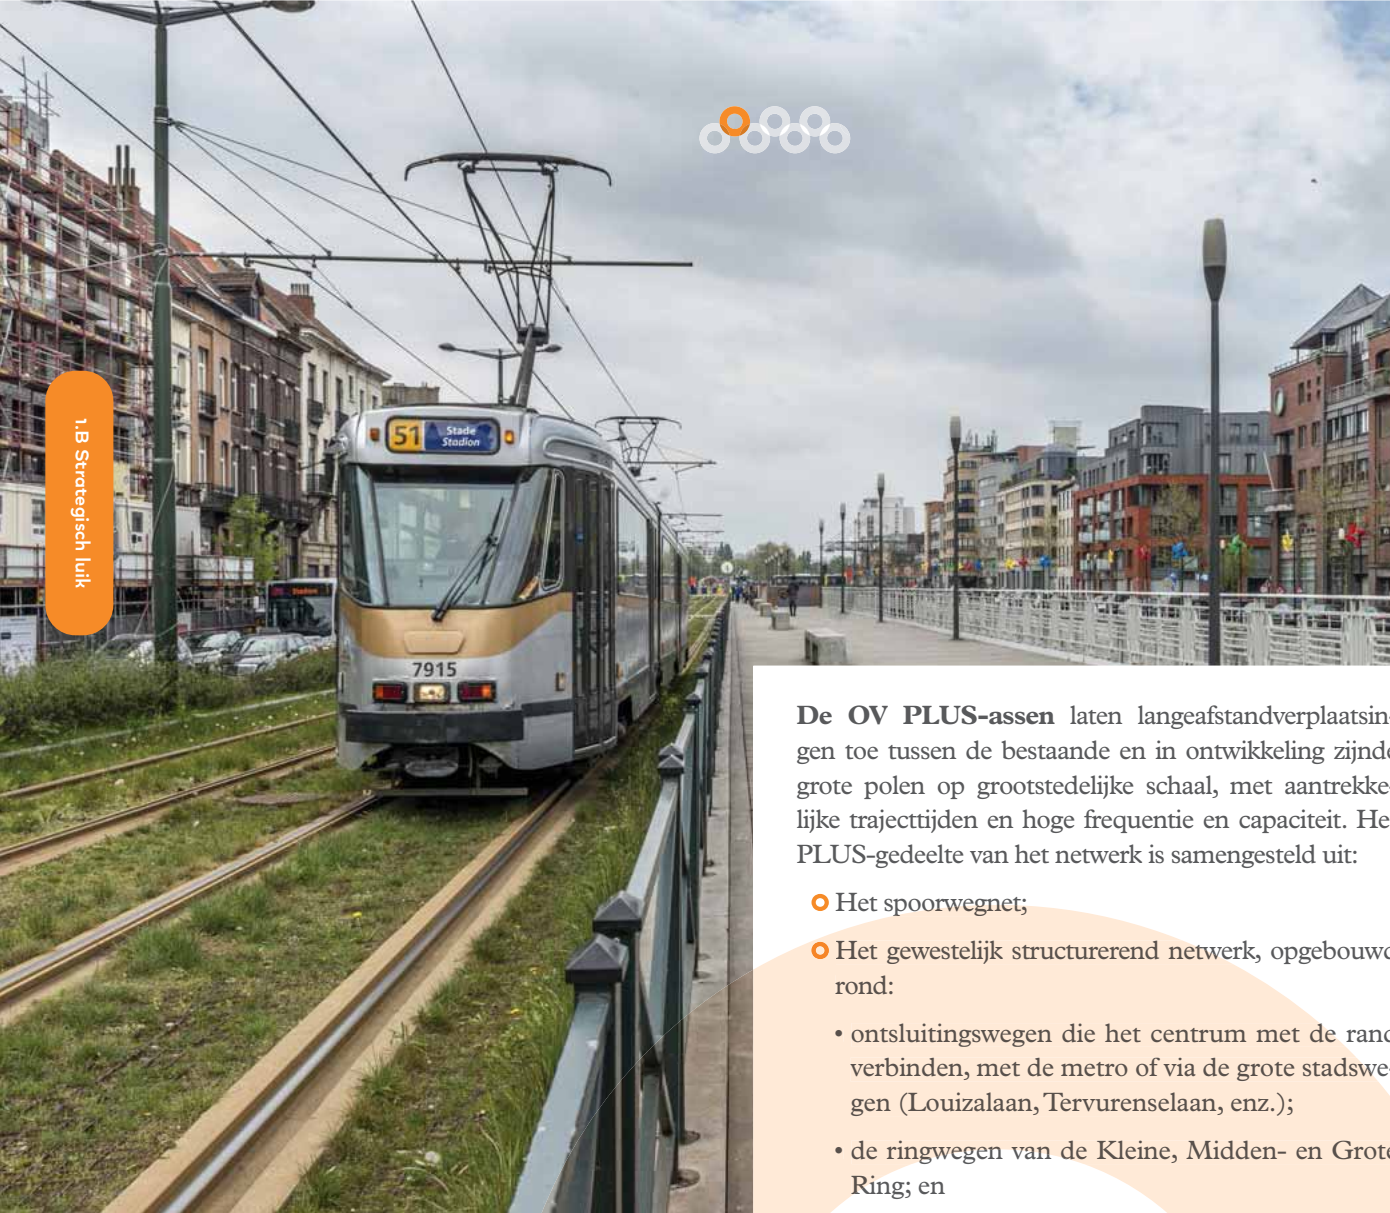 1.B Strategisch luik
51 Stade
Stadion
Stadion
7915
De OV PLUS-assen laten langeafstandverplaatsin-
gen toe tussen de bestaande en in ontwikkeling zijnde
grote polen op grootstedelijke schaal, met aantrekke-
lijke trajecttijden en hoge frequentie en capaciteit. He
PLUS-gedeelte van het netwerk is samengesteld uit:
Het spoorwegnet;
Het gewestelijk structurerend netwerk, opgebouwd
rond:
• ontsluitingswegen die het centrum met de rand
verbinden, met de metro of via de grote stadswe-
gen (Louizalaan, Tervurenselaan, enz.);
• de ringwegen van de Kleine, Midden- en Grote
Ring; en